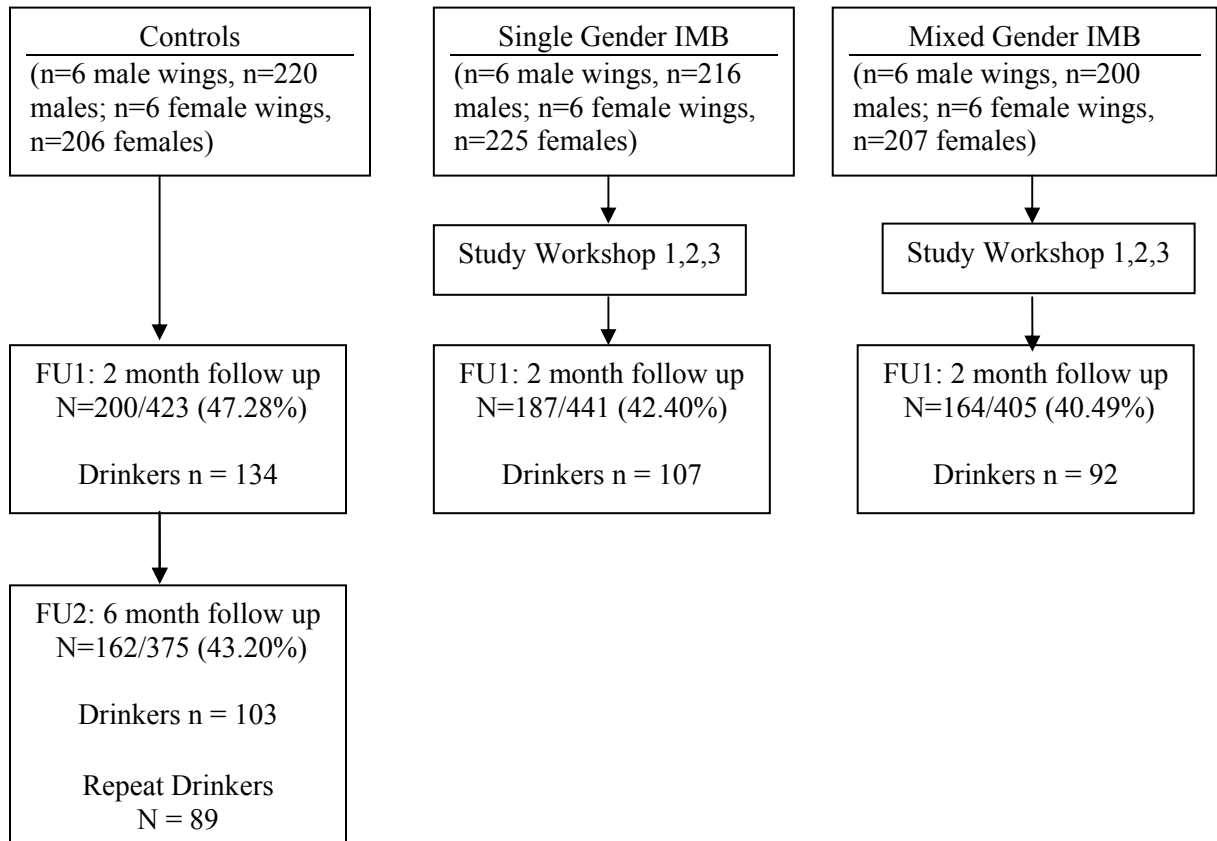 Controls
(n=6 male wings, n=220
males; n=6 female wings,
n=206 females)
Single Gender IMB
(n=6 male wings, n=216
males; n=6 female wings,
n=225 females)
Mixed Gender IMB
(n=6 male wings, n=200
males; n=6 female wings,
n=207 females)
Study Workshop 1,2,3
Study Workshop 1,2,3
FU1: 2 month follow up
N=200/423 (47.28%)
Drinkers n = 134
FU1: 2 month follow up
N=187/441 (42.40%)
Drinkers n = 107
FU1: 2 month follow up
N=164/405 (40.49%)
Drinkers n = 92
FU2: 6 month follow up
N=162/375 (43.20%)
Drinkers n = 103
Repeat Drinkers
N = 89